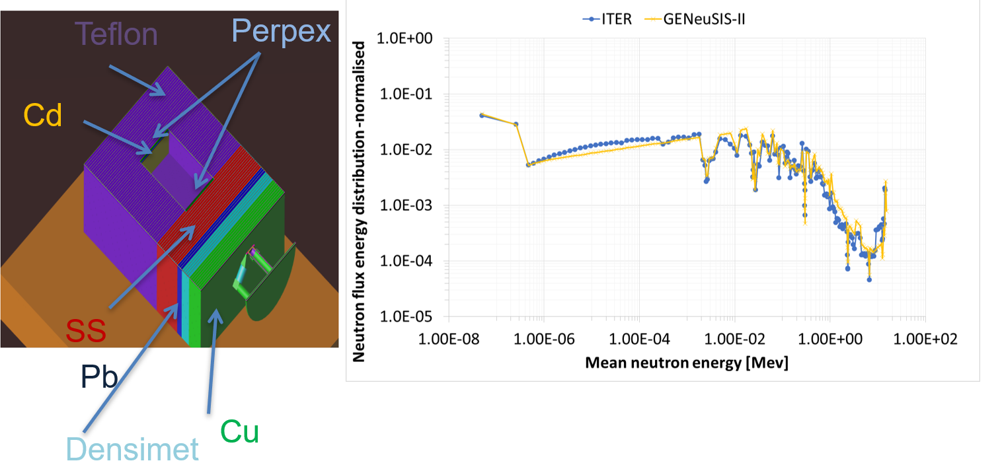 Teflon
Perpex
Cd
SS
Pb
Densimet
Cu
ITER
GENeuSIS-II
Neutron flux energy distribution -normalised
1.0E+00
1.0E-01
1.0E-02
1.0E-03
1.0E-04
1.0E-05
1.00E-08
1.00E-06
1.00E-04
1.00E-02
1.00E+00
1.00E+02
Mean neutron energy [Mev]